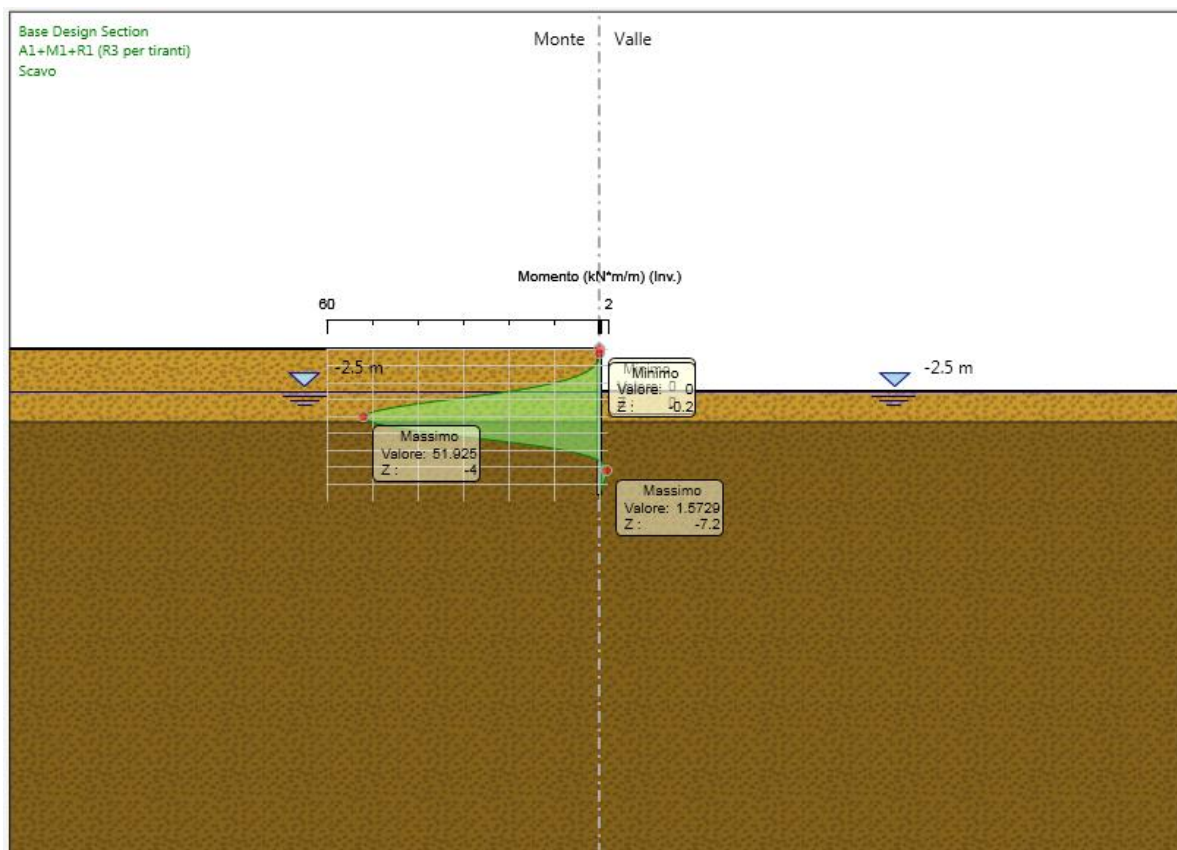 Base Design Section
A1+M1+R1 (R3 per tiranti)
Scavo
Monte
Valle
Momento (kN*m/m) (Inv.)
60
2
-2.5 m
-2.5 m
Minimo
Valore: 0
Z : -0.2
Massimo
Valore: 51.925
Z : -4
Massimo
Valore: 1.5729
Z : -7.2